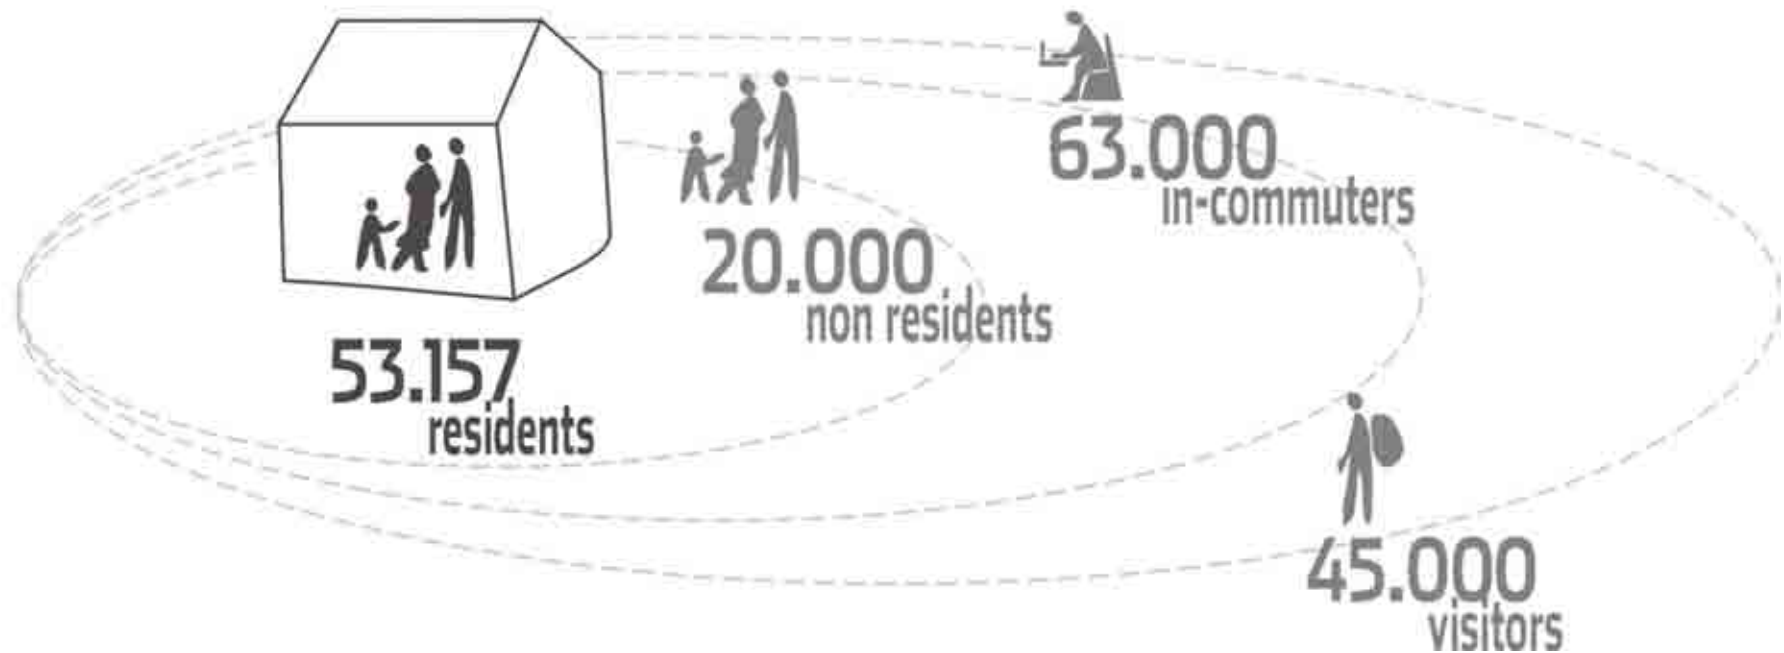 63.000
in-commuters
20.000
non residents
53.157
residents
45.000
visitors